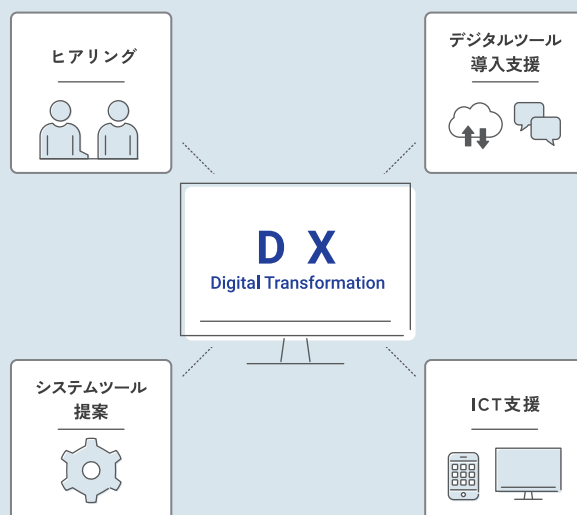 ヒアリング
デジタルツール
導入支援
D X
Digital Transformation
システムツール
提案
ICT支援